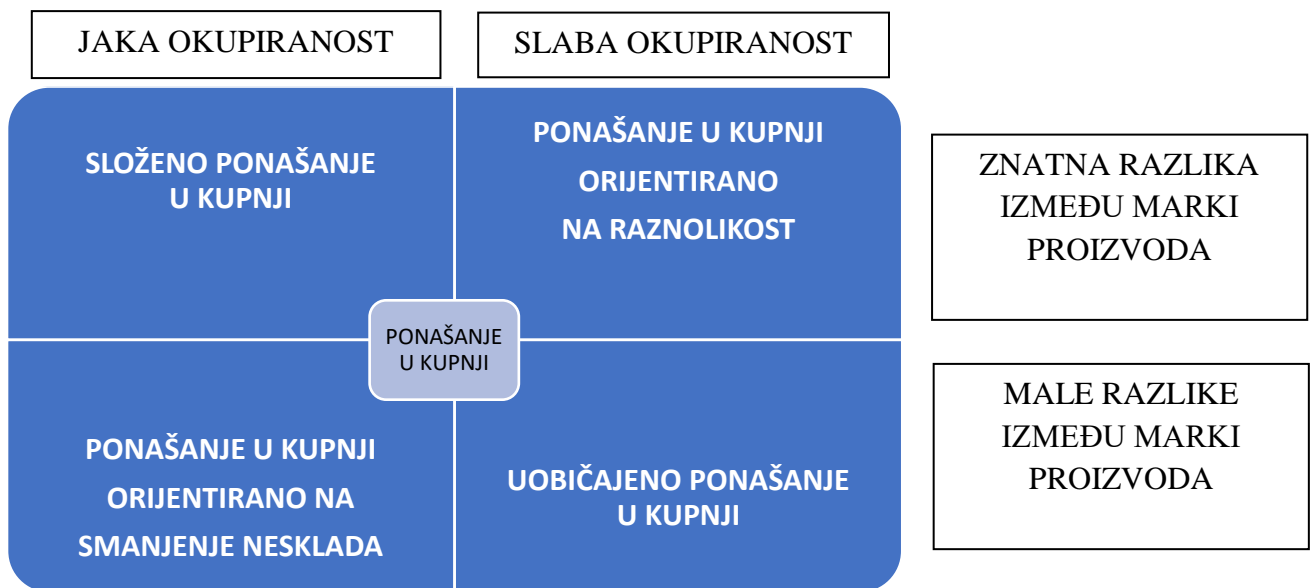 JAKA OKUPIRANOST
SLABA OKUPIRANOST
SLOŽENO PONAŠANJE
U KUPNJI
PONAŠANJE U KUPNJI
ORIJENTIRANO
NA RAZNOLIKOST
ZNATNA RAZLIKA
IZMEĐU MARKI
PROIZVODA
PONAŠANJE
U KUPNJI
PONAŠANJE U KUPNJI
ORIJENTIRANO NA
SMANJENJE NESKLADA
UOBIČAJENO PONAŠANJE
U KUPNJI
MALE RAZLIKE
IZMEĐU MARKI
PROIZVODA